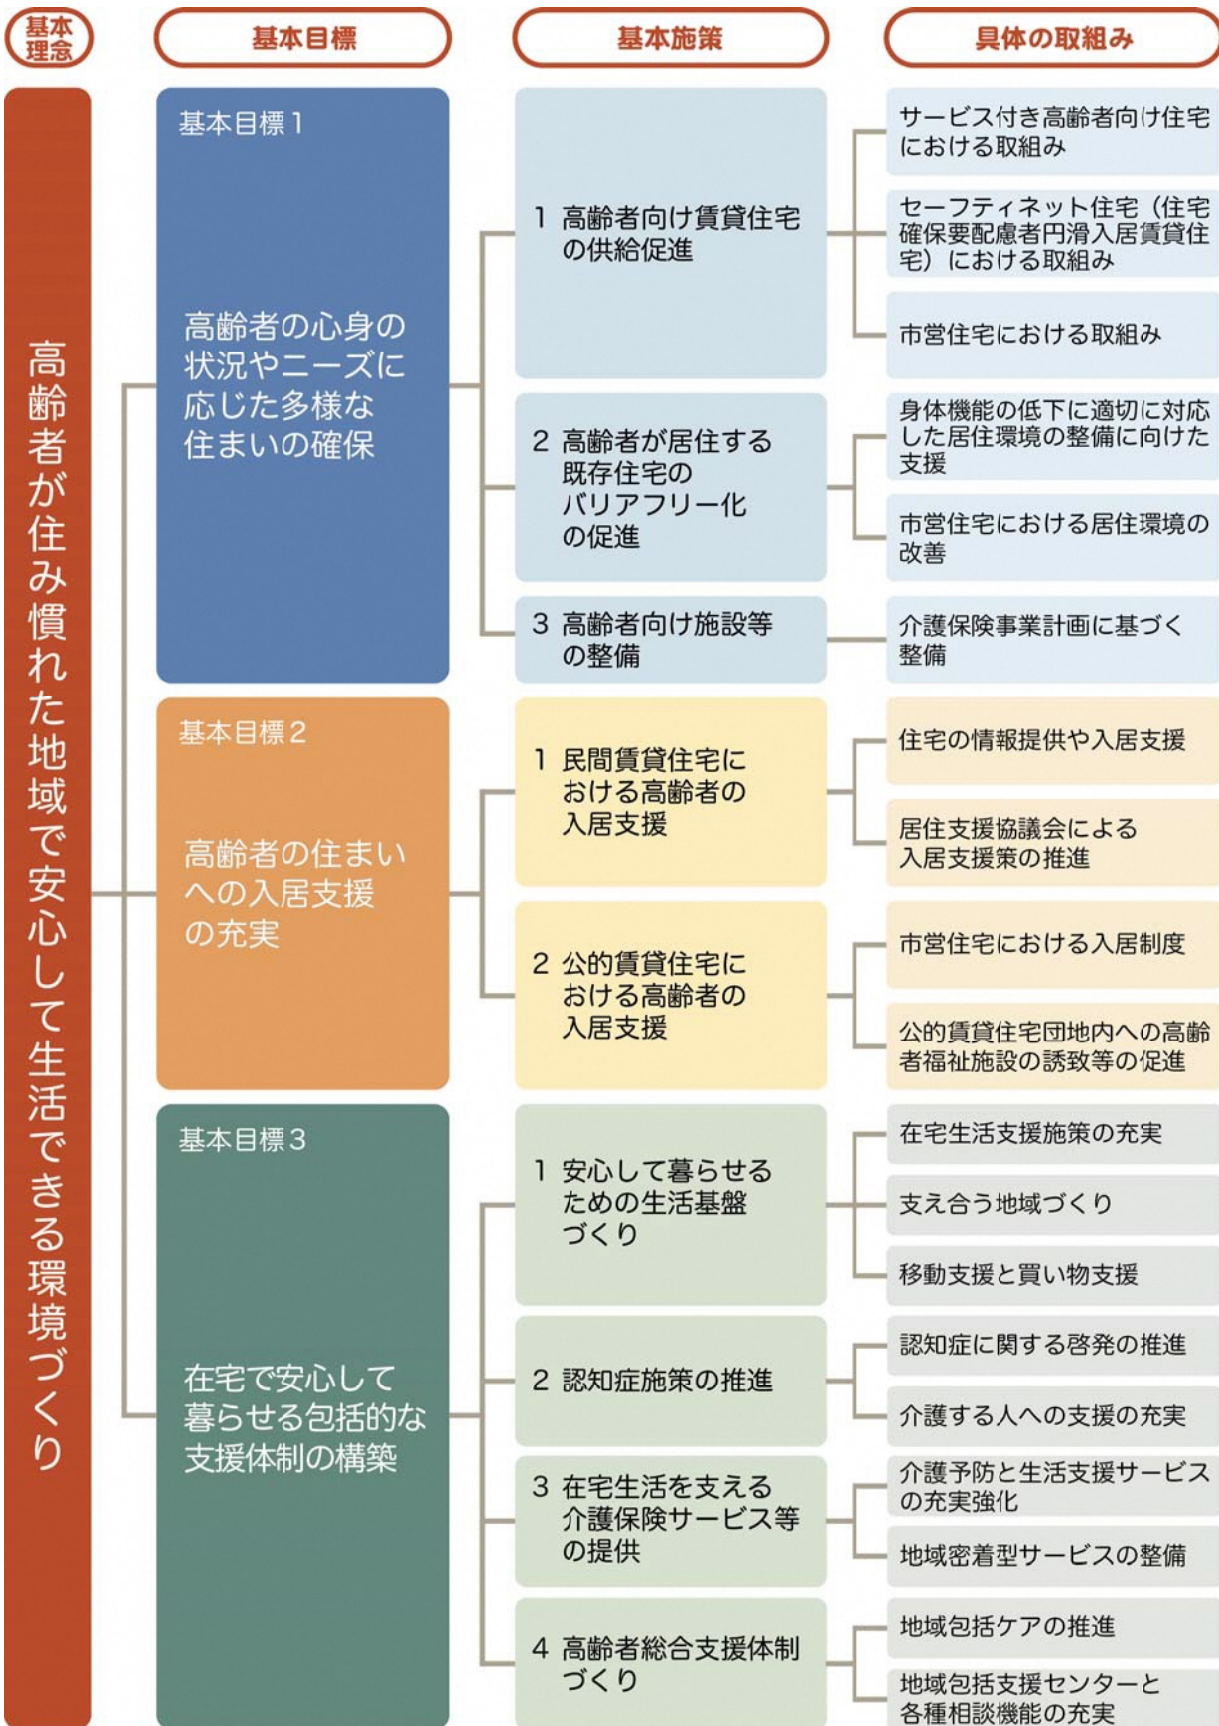 基本
理念
基本目標
基本施策
具体の取組み
高齢者が住み慣れた地域で安心して生活できる環境づくり
基本目標1
高齢者の心身の
状況やニーズに
応じた多様な
住まいの確保
1 高齢者向け賃貸住宅
の供給促進
サービス付き高齢者向け住宅
における取組み
セーフティネット住宅（住宅
確保要配慮者円滑入居賃貸住
宅）における取組み
市営住宅における取組み
2 高齢者が居住する
既存住宅の
バリアフリー化
の促進
身体機能の低下に適切に対応
した居住環境の整備に向けた
支援
市営住宅における居住環境の
改善
3 高齢者向け施設等
の整備
介護保険事業計画に基づく
整備
基本目標2
高齢者の住まい
への入居支援
の充実
1 民間賃貸住宅に
おける高齢者の
入居支援
住宅の情報提供や入居支援
居住支援協議会による
入居支援策の推進
2 公的賃貸住宅に
おける高齢者の
入居支援
市営住宅における入居制度
公的賃貸住宅団地内への高齢
者福祉施設の誘致等の促進
基本目標3
在宅で安心して
暮らせる包括的な
支援体制の構築
1 安心して暮らせる
ための生活基盤
づくり
在宅生活支援施策の充実
支え合う地域づくり
移動支援と買い物支援
2 認知症施策の推進
認知症に関する啓発の推進
介護する人への支援の充実
3 在宅生活を支える
介護保険サービス等
の提供
介護予防と生活支援サービス
の充実強化
地域密着型サービスの整備
4 高齢者総合支援体制
づくり
地域包括ケアの推進
地域包括支援センターと
各種相談機能の充実